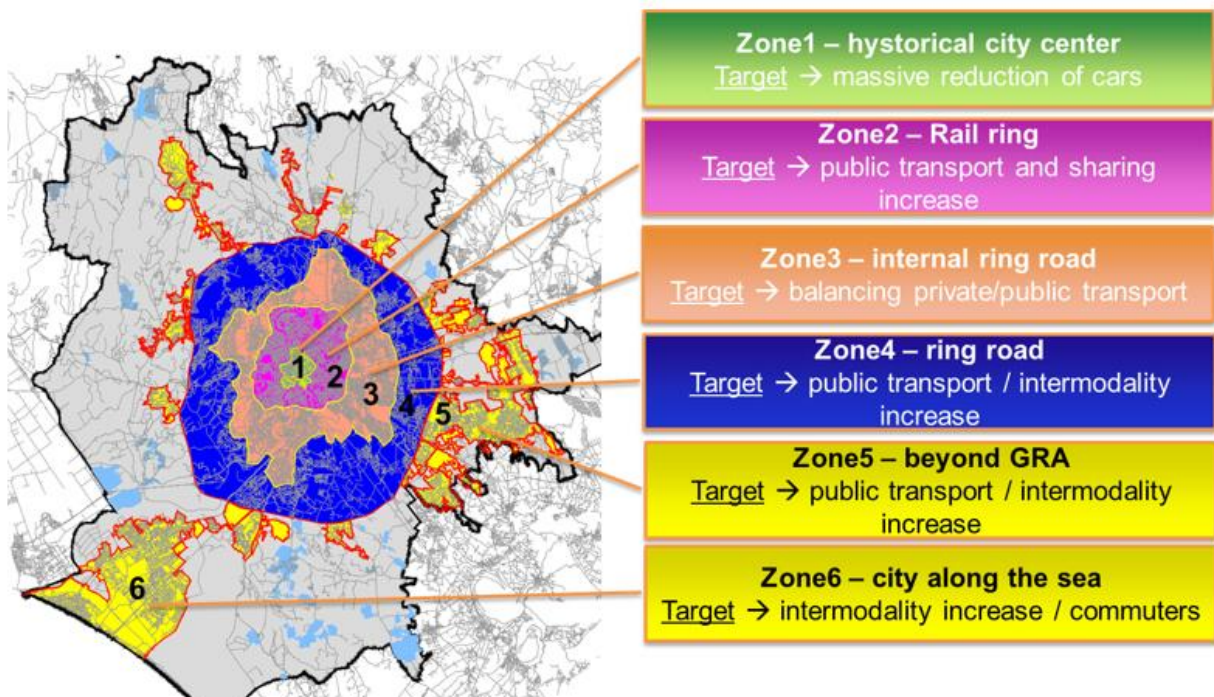 Zone1 – hystorical city center
Target → massive reduction of cars
Zone2 – Rail ring
Target → public transport and sharing
increase
Zone3 – internal ring road
Target → balancing private/public transport
Zone4 – ring road
Target → public transport / intermodality
increase
Zone5 – beyond GRA
Target → public transport / intermodality
increase
Zone6 – city along the sea
Target → intermodality increase / commuters
1
2
3
4
5
6